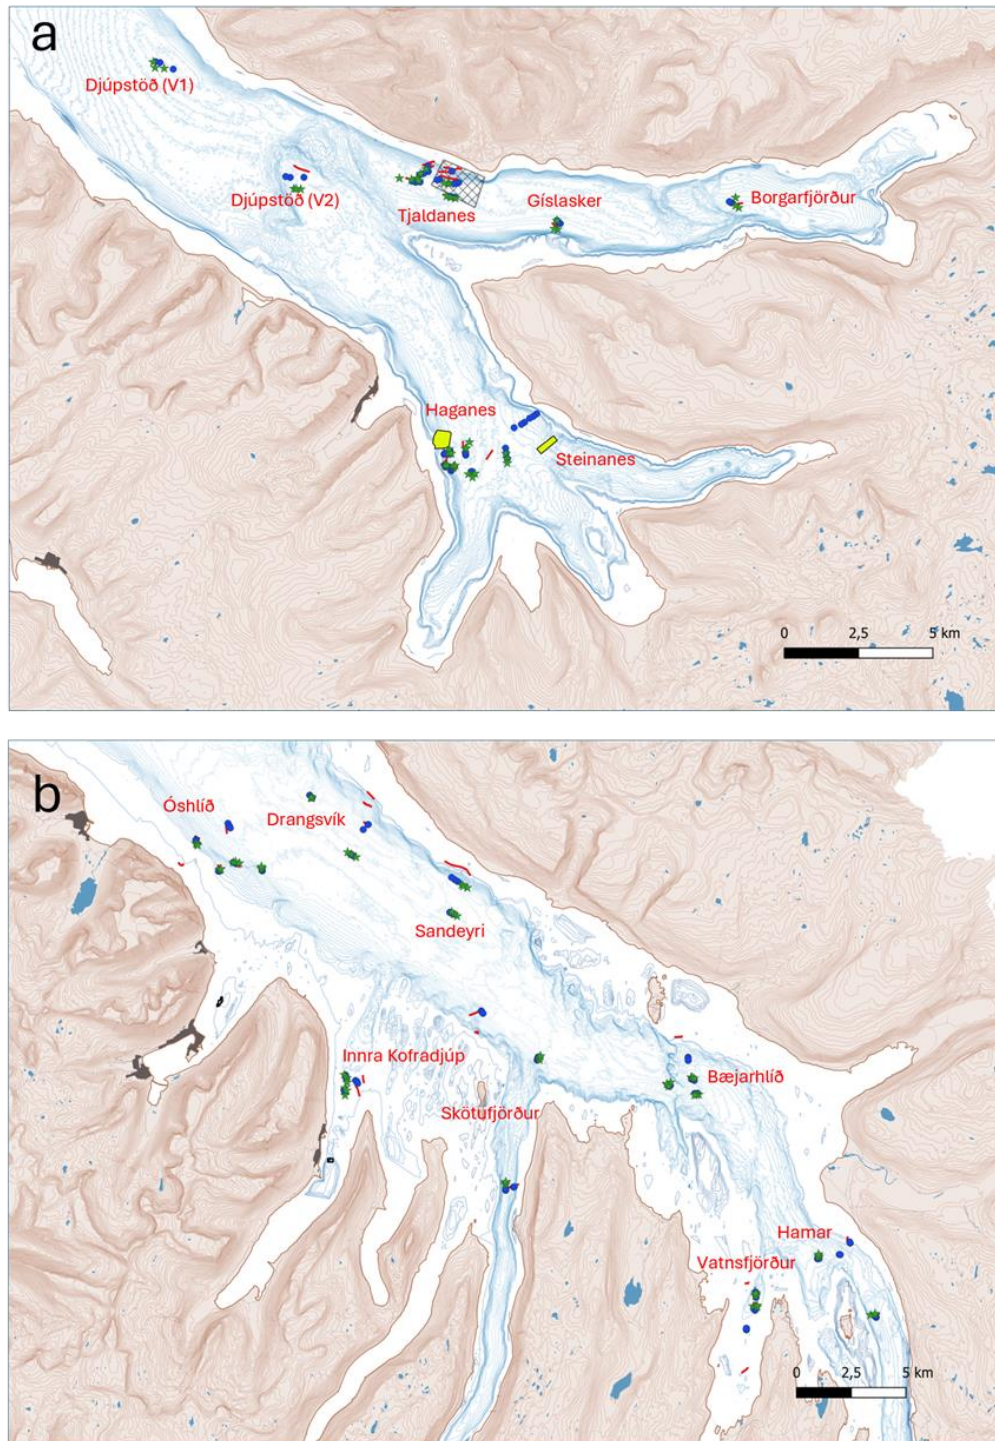 a
Djúpstöð (V1)
Djúpstöð (V2)
Tjaldanes
Gíslasker
Borgarfjörður
Haganes
Steinanes
0 2,5 5 km
b
Óshlíð
Drangsvík
Sandeyri
Innra Kofradjúp
Skötufjörður
Bæjarhlíð
Hamar
Vatnsfjörður
0 2,5 5 km